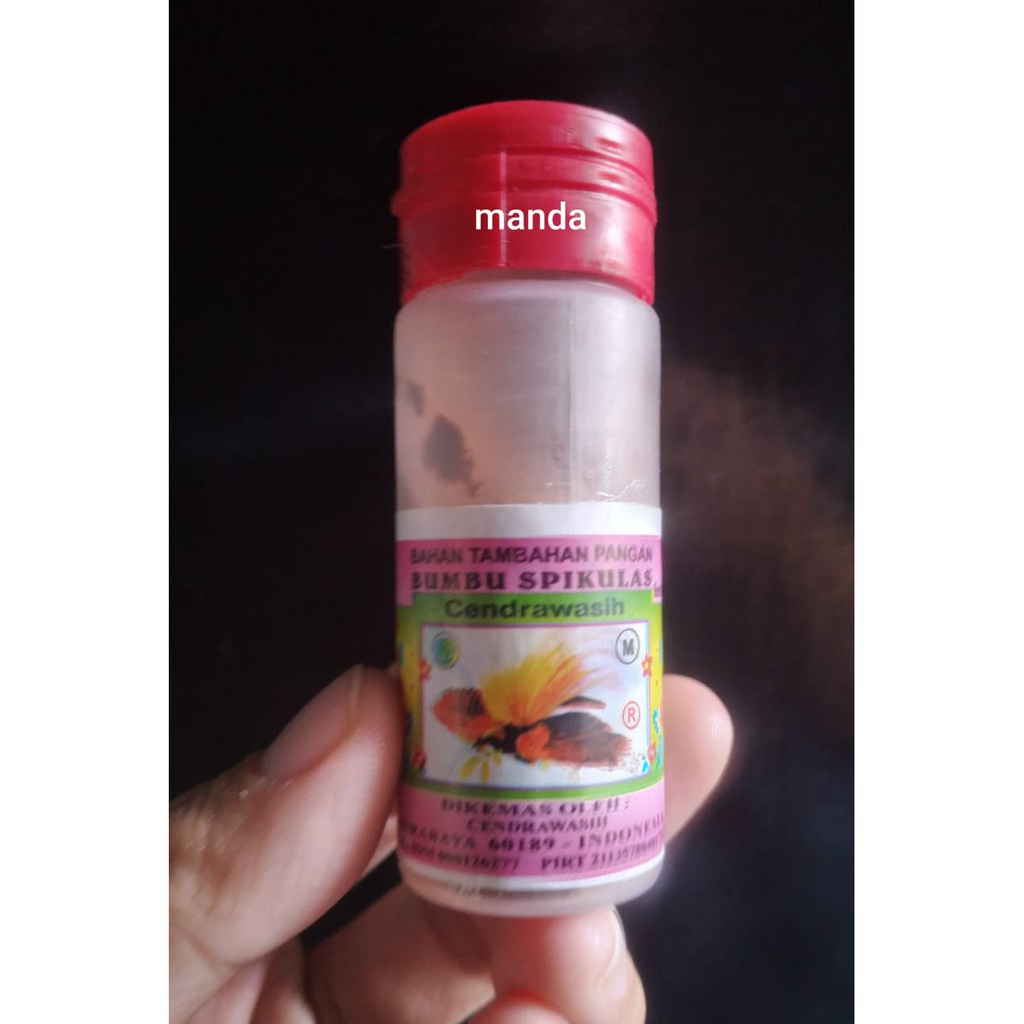 manda
BAHAN TAMBAHAN PANGAN
BUMBU SPIKULAS
Cendrawasih
M
R
DIKEMAS OLEH :
CENDRAWASIH
60189 - INDONESIA
PIRT